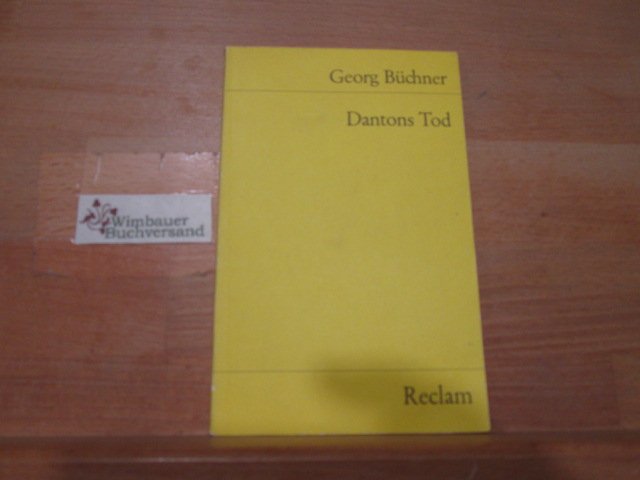 Georg Büchner
Dantons Tod
Wimbauer
Buchversand
Reclam